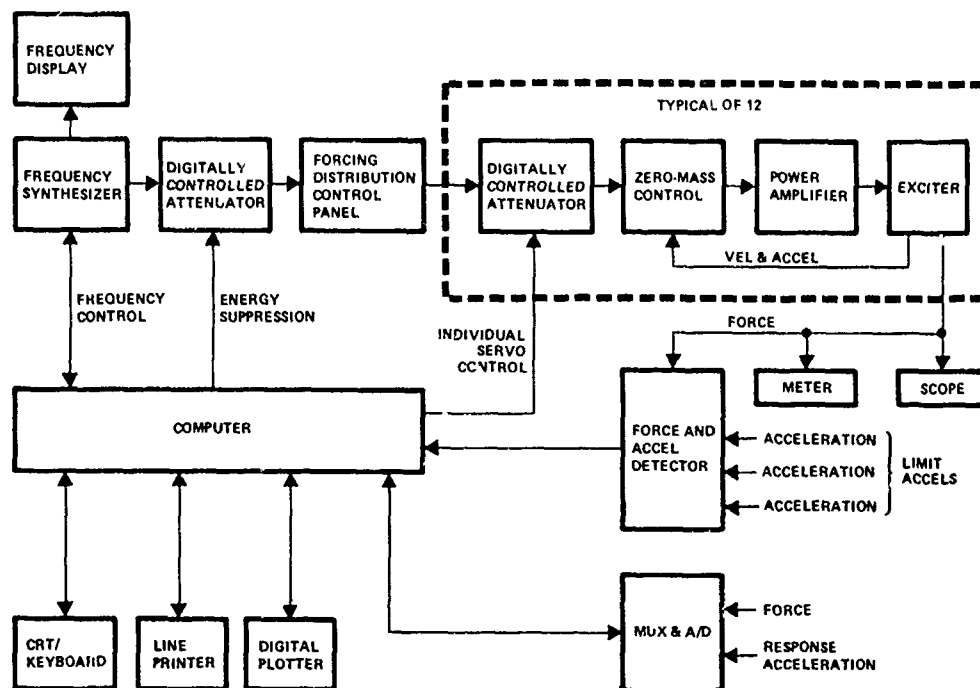 FREQUENCY
DISPLAY
TYPICAL OF 12
FREQUENCY
SYNTHESIZER
DIGITALLY
CONTROLLED
ATTENUATOR
FORCING
DISTRIBUTION
CONTROL
PANEL
DIGITALLY
CONTROLLED
ATTENUATOR
ZERO-MASS
CONTROL
POWER
AMPLIFIER
EXCITER
VEL & ACCEL
FREQUENCY
CONTROL
ENERGY
SUPPRESSION
INDIVIDUAL
SERVO
CONTROL
FORCE
METER
SCOPE
COMPUTER
FORCE AND
ACCEL
DETECTOR
ACCELERATION
ACCELERATION
ACCELERATION
LIMIT
ACCELS
CRT/
KEYBOARD
LINE
PRINTER
DIGITAL
PLOTTER
MUX & A/D
FORCE
RESPONSE
ACCELERATION